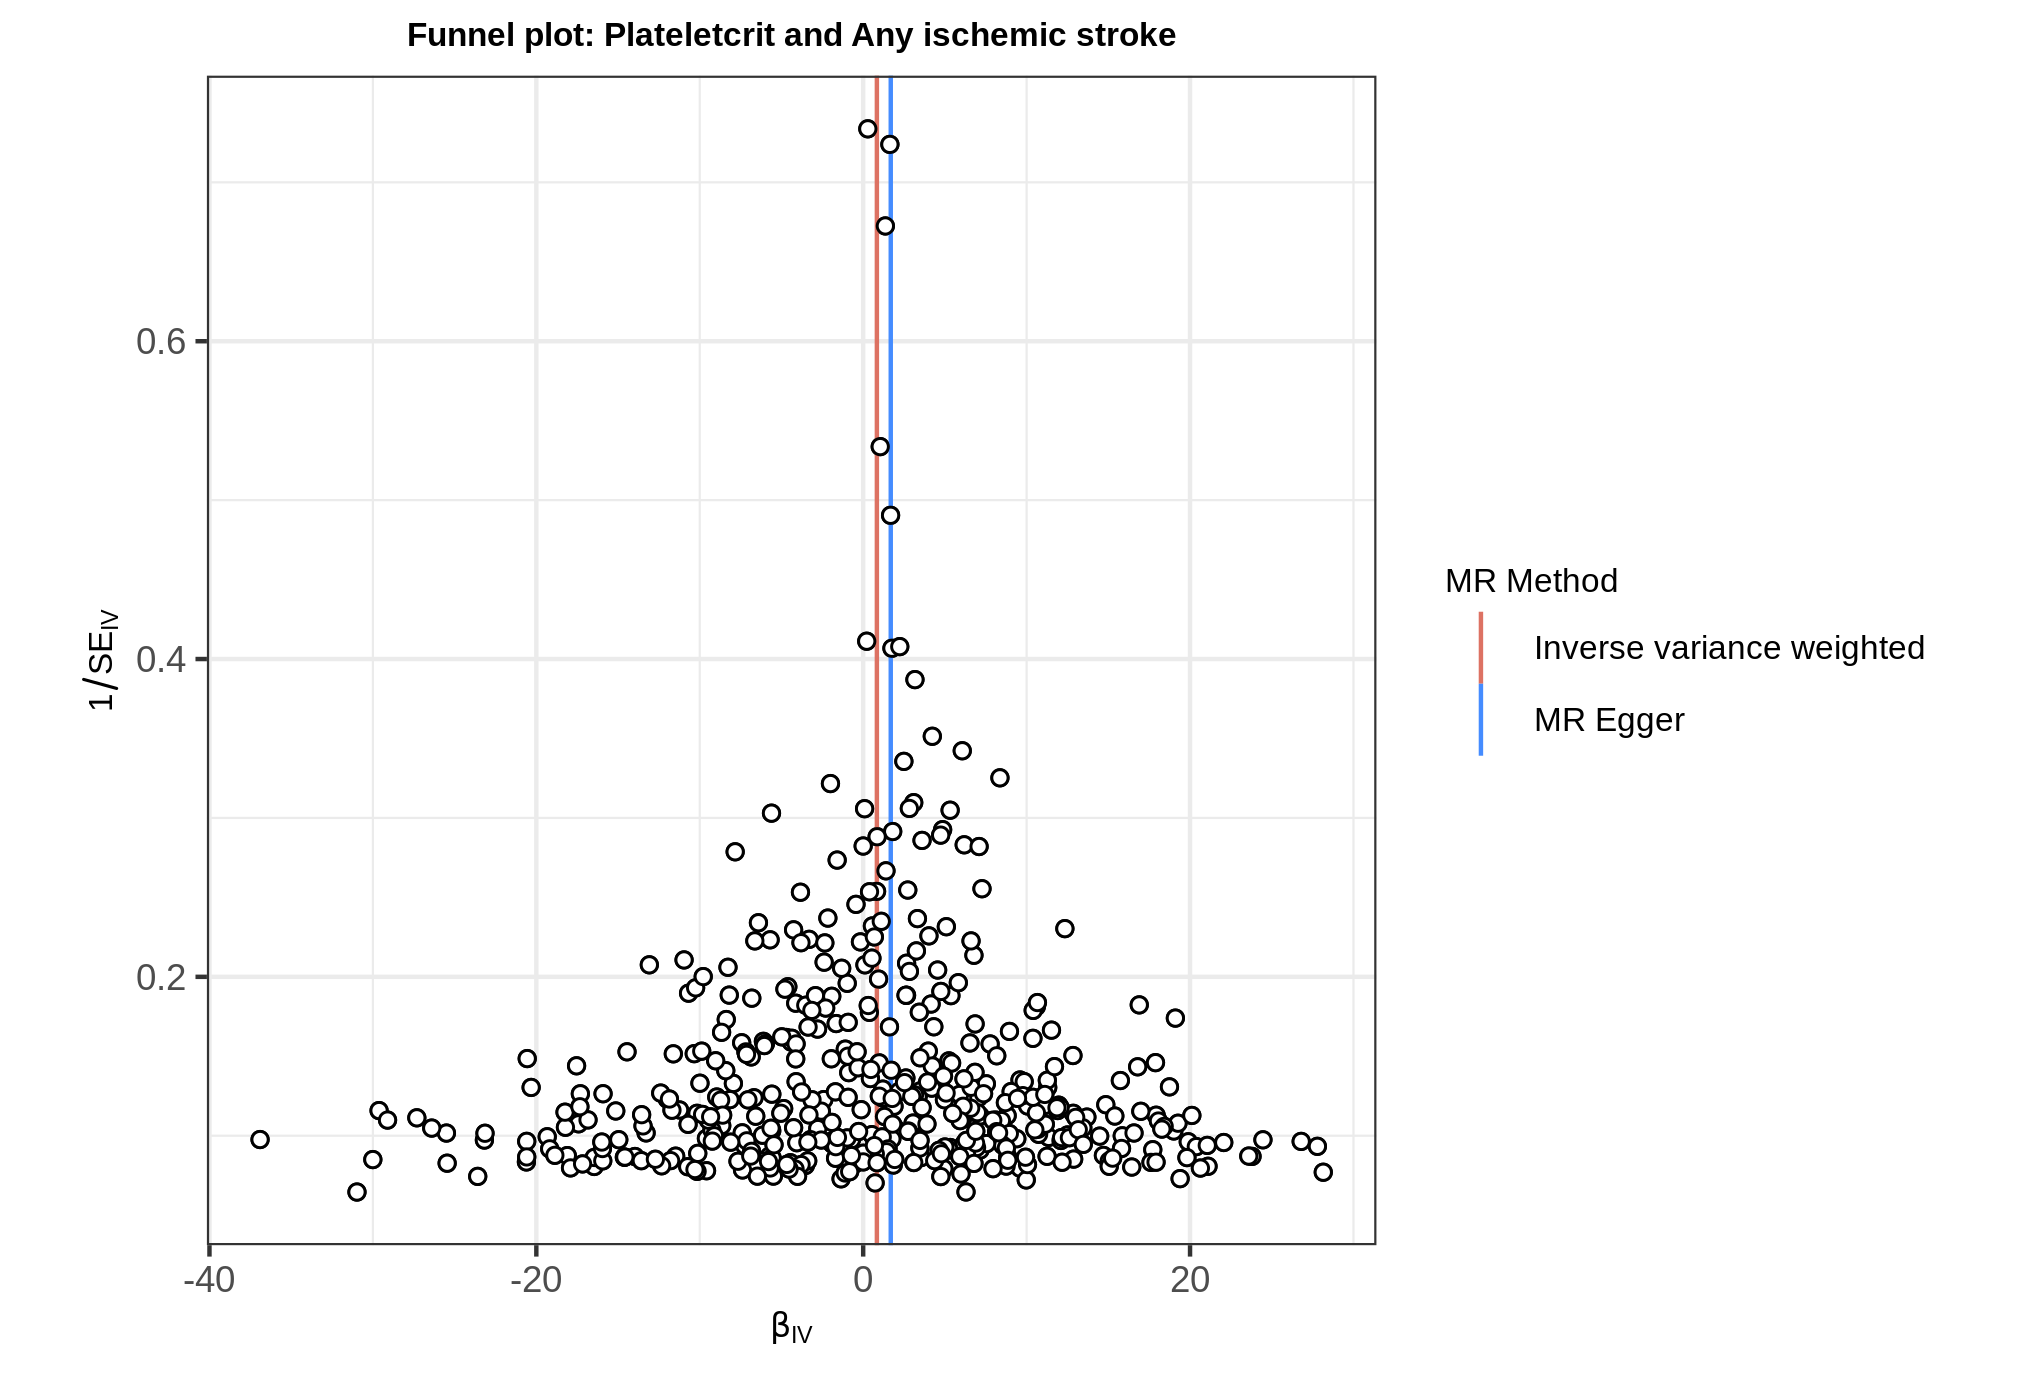 Funnel plot: Plateletcrit and Any ischemic stroke
0.6
0.4
0.2
1/SE_IV
-40
-20
0
20
β_IV
MR Method
Inverse variance weighted
MR Egger